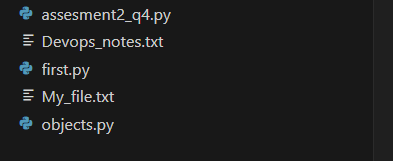 assesment2_q4.py
Devops_notes.txt
first.py
My_file.txt
objects.py